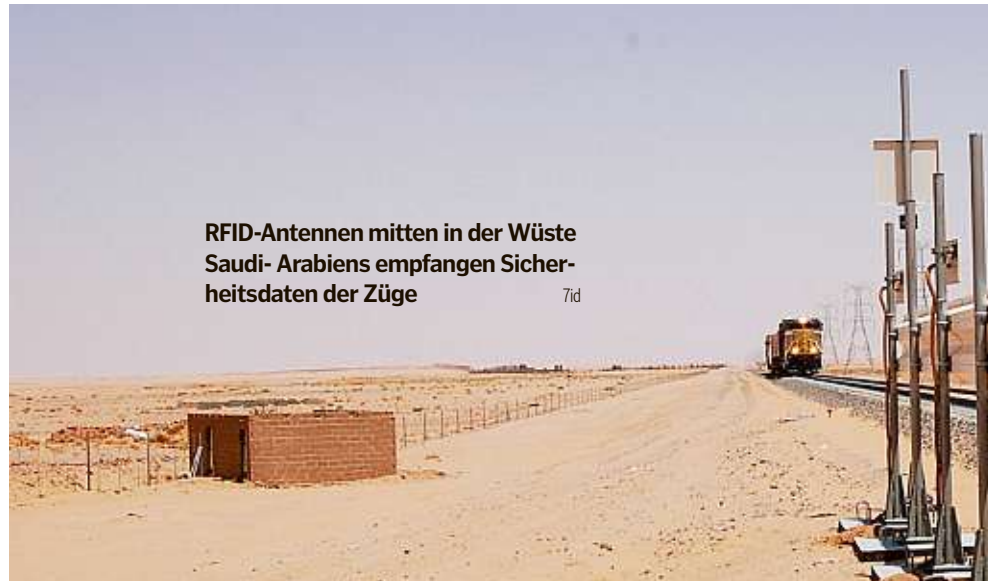 RFID-Antennen mitten in der Wüste
Saudi- Arabiens empfangen Sicher-
heitsdaten der Züge 7id